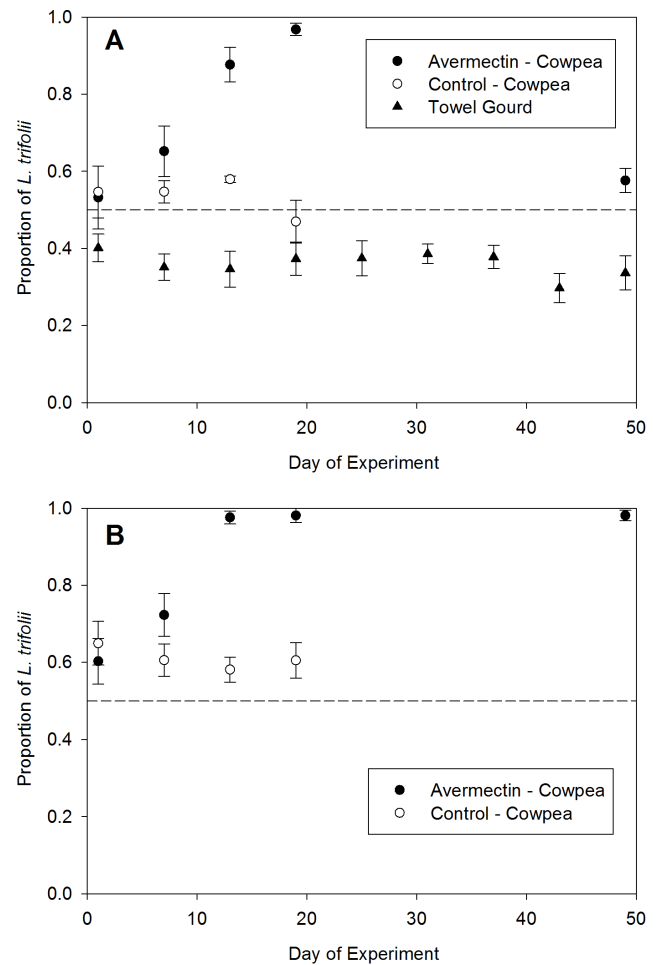 A
Avermectin - Cowpea
Control - Cowpea
Towel Gourd
Proportion of L. trifolii
1.0
0.8
0.6
0.4
0.2
0.0
0 10 20 30 40 50
Day of Experiment
B
Proportion of L. trifolii
1.0
0.8
0.6
0.4
0.2
0.0
Avermectin - Cowpea
Control - Cowpea
0 10 20 30 40 50
Day of Experiment